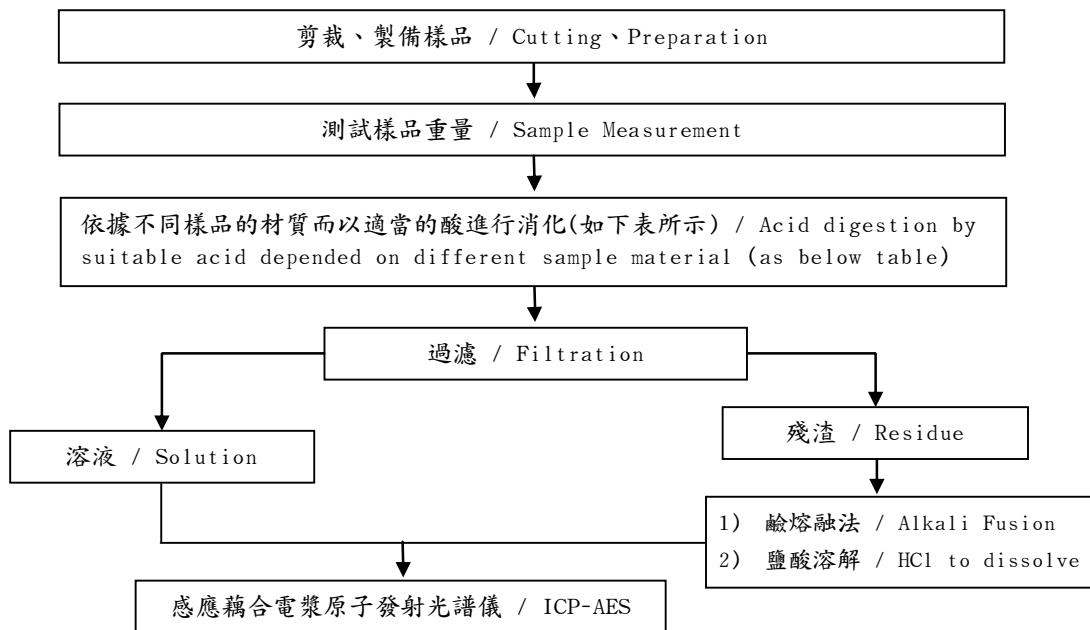 剪裁、製備樣品 / Cutting、Preparation
測試樣品重量 / Sample Measurement
依據不同樣品的材質而以適當的酸進行消化(如下表所示) / Acid digestion by
suitable acid depended on different sample material (as below table)
過濾 / Filtration
溶液 / Solution
殘渣 / Residue
1) 鹼熔融法 / Alkali Fusion
2) 鹽酸溶解 / HCl to dissolve
感應藕合電漿原子發射光譜儀 / ICP-AES